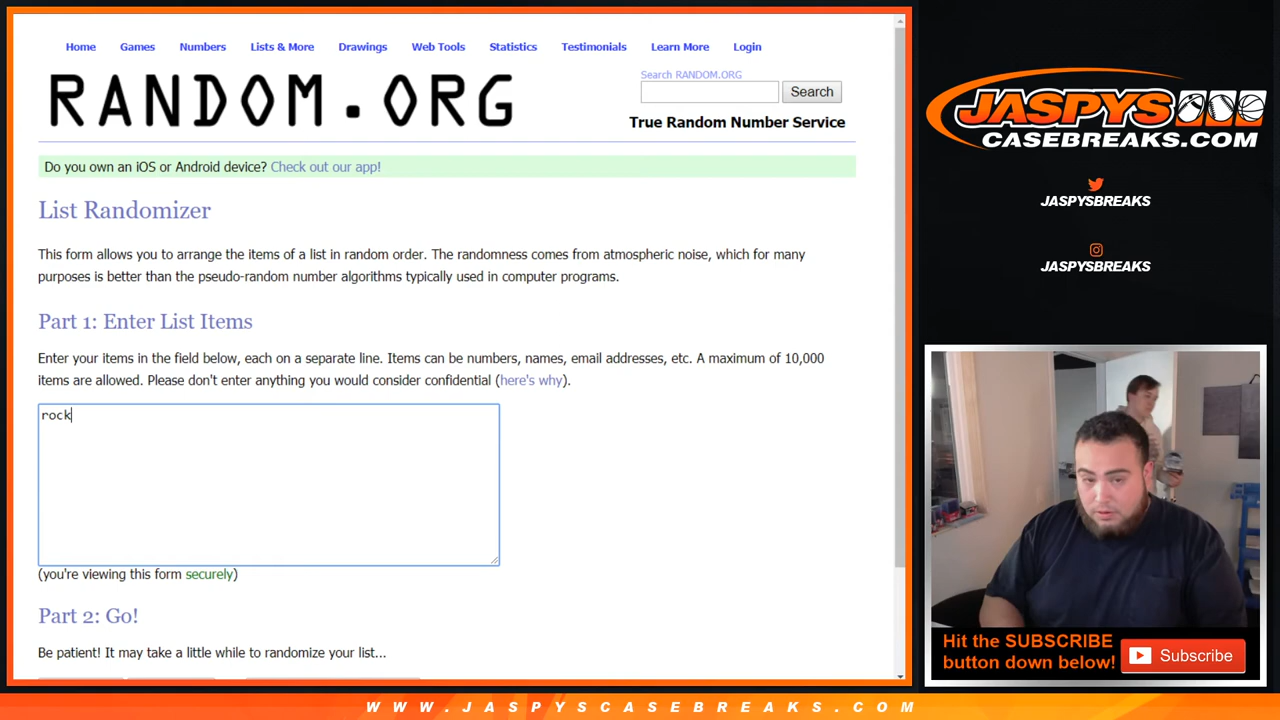 Home Games Numbers Lists & More Drawings Web Tools Statistics Testimonials Learn More Login
RANDOM.ORG
Search RANDOM.ORG
Search
True Random Number Service
Do you own an iOS or Android device? Check out our app!
List Randomizer
This form allows you to arrange the items of a list in random order. The randomness comes from atmospheric noise, which for many
purposes is better than the pseudo-random number algorithms typically used in computer programs.
Part 1: Enter List Items
Enter your items in the field below, each on a separate line. Items can be numbers, names, email addresses, etc. A maximum of 10,000
items are allowed. Please don't enter anything you would consider confidential (here's why).
rock
(you're viewing this form securely)
Part 2: Go!
Be patient! It may take a little while to randomize your list...
JASPYS
CASEBREAKS.COM
JASPYSBREAKS
JASPYSBREAKS
Hit the SUBSCRIBE
button down below!
Subscribe
WWW.JASPYSCASEBREAKS.COM